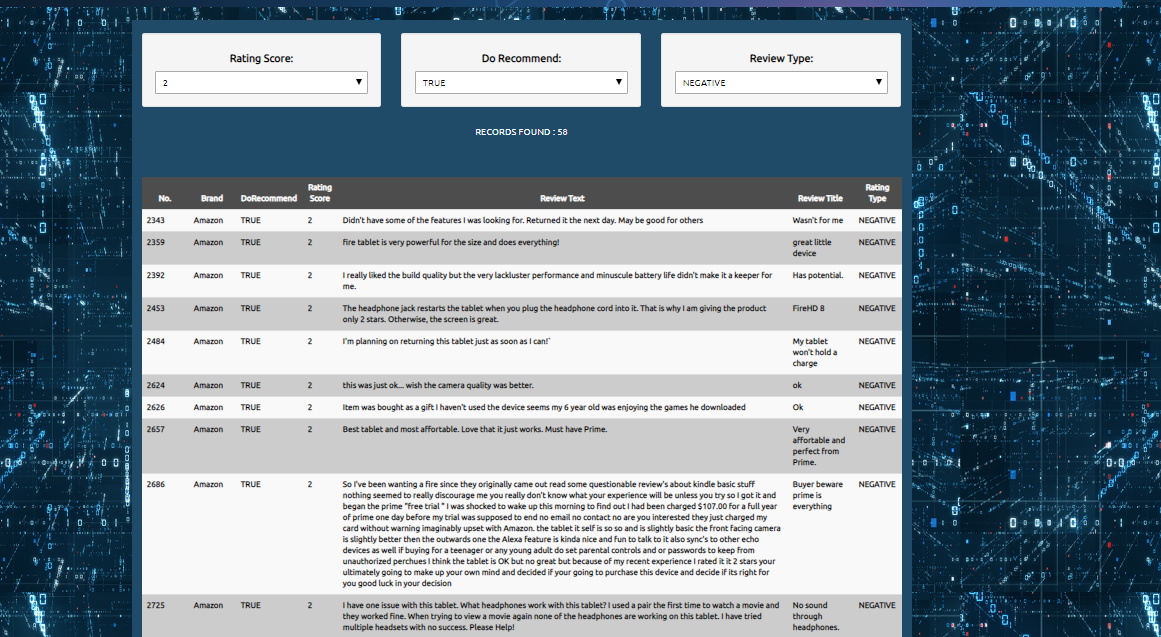 Rating Score: Do Recommend: Review Type:
2 TRUE NEGATIVE
RECORDS FOUND : 58
No. Brand DoRecommend Rating Score Review Text Review Title Rating Type
2343 Amazon TRUE 2 Didn't have some of the features I was looking for. Returned it the next day. May be good for others Wasn't for me NEGATIVE
2359 Amazon TRUE 2 fire tablet is very powerful for the size and does everything! great little device NEGATIVE
2392 Amazon TRUE 2 I really liked the build quality but the very lackluster performance and minuscule battery life didn't make it a keeper for
me. Has potential. NEGATIVE
2453 Amazon TRUE 2 The headphone jack restarts the tablet when you plug the headphone cord into it. That is why I am giving the product
only 2 stars. Otherwise, the screen is great. FireHD 8 NEGATIVE
2484 Amazon TRUE 2 I'm planning on returning this tablet just as soon as I can!` My tablet won't hold a charge NEGATIVE
2624 Amazon TRUE 2 this was just ok... wish the camera quality was better. ok NEGATIVE
2626 Amazon TRUE 2 Item was bought as a gift I haven't used the device seems my 6 year old was enjoying the games he downloaded Ok NEGATIVE
2657 Amazon TRUE 2 Best tablet and most affortable. Love that it just works. Must have Prime. Very affortable and perfect from Prime. NEGATIVE
2686 Amazon TRUE 2 So I've been wanting a fire since they originally came out read some questionable review's about kindle basic stuff
nothing seemed to really discourage me you really don't know what your experience will be unless you try so I got it and
began the prime "free trial " I was shocked to wake up this morning to find out I had been charged $107.00 for a full year
of prime one day before my trial was supposed to end no email no contact no are you interested they just charged my
card without warning imaginably upset with Amazon. the tablet it self is so so and is slightly basic the front facing camera
is slightly better then the outwards one the Alexa feature is kinda nice and fun to talk to it also sync's to other echo
devices as well if buying for a teenager or any young adult do set parental controls and or passwords to keep from
unauthorized perchues I think the tablet is OK but no great but because of my recent experience I rated it it 2 stars your
ultimately going to make up your own mind and decided if your going to purchase this device and decide if its right for
you good luck in your decision Buyer beware prime is everything NEGATIVE
2725 Amazon TRUE 2 I have one issue with this tablet. What headphones work with this tablet? I used a pair the first time to watch a movie and
they worked fine. When trying to view a movie again none of the headphones are working on this tablet. I have tried
multiple headsets with no success. Please Help! No sound through headphones. NEGATIVE